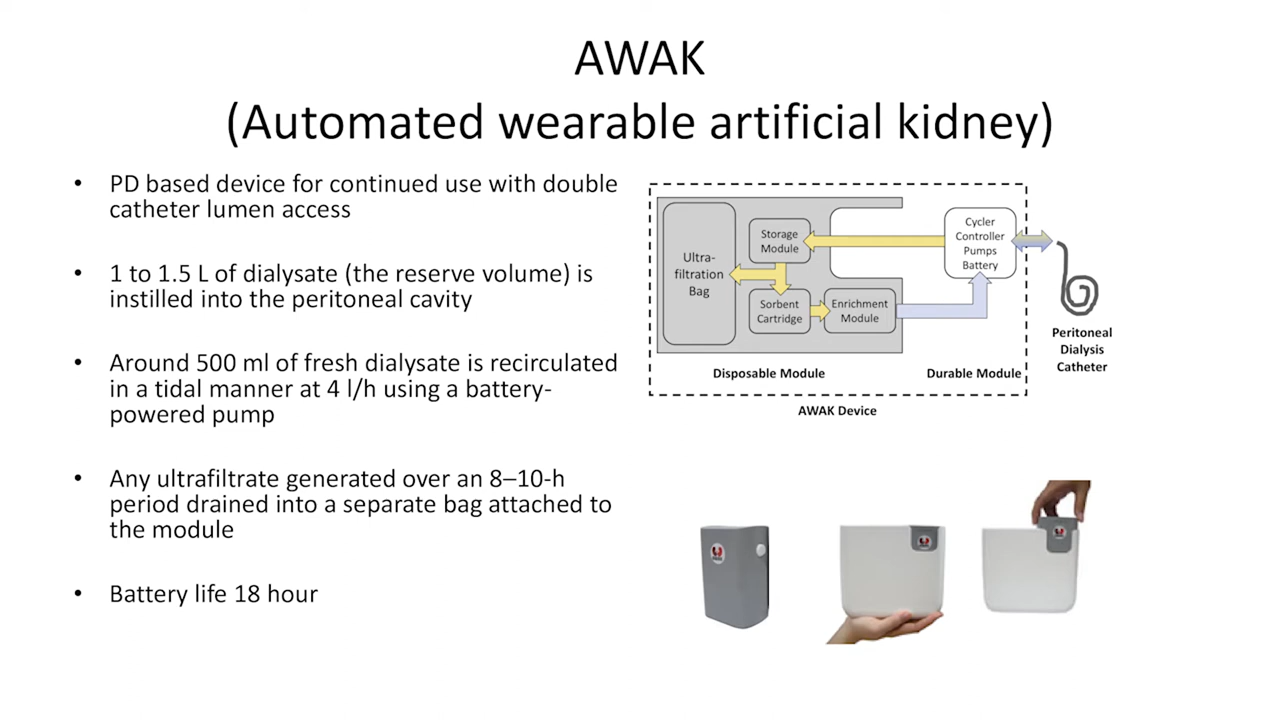 AWAK
(Automated wearable artificial kidney)
• PD based device for continued use with double
catheter lumen access
• 1 to 1.5 L of dialysate (the reserve volume) is
instilled into the peritoneal cavity
• Around 500 ml of fresh dialysate is recirculated
in a tidal manner at 4 l/h using a battery-
powered pump
• Any ultrafiltrate generated over an 8–10-h
period drained into a separate bag attached to
the module
• Battery life 18 hour
Ultra-
filtration
Bag
Storage
Module
Sorbent
Cartridge
Enrichment
Module
Cycler
Controller
Pumps
Battery
Peritoneal
Dialysis
Catheter
Disposable Module
Durable Module
AWAK Device